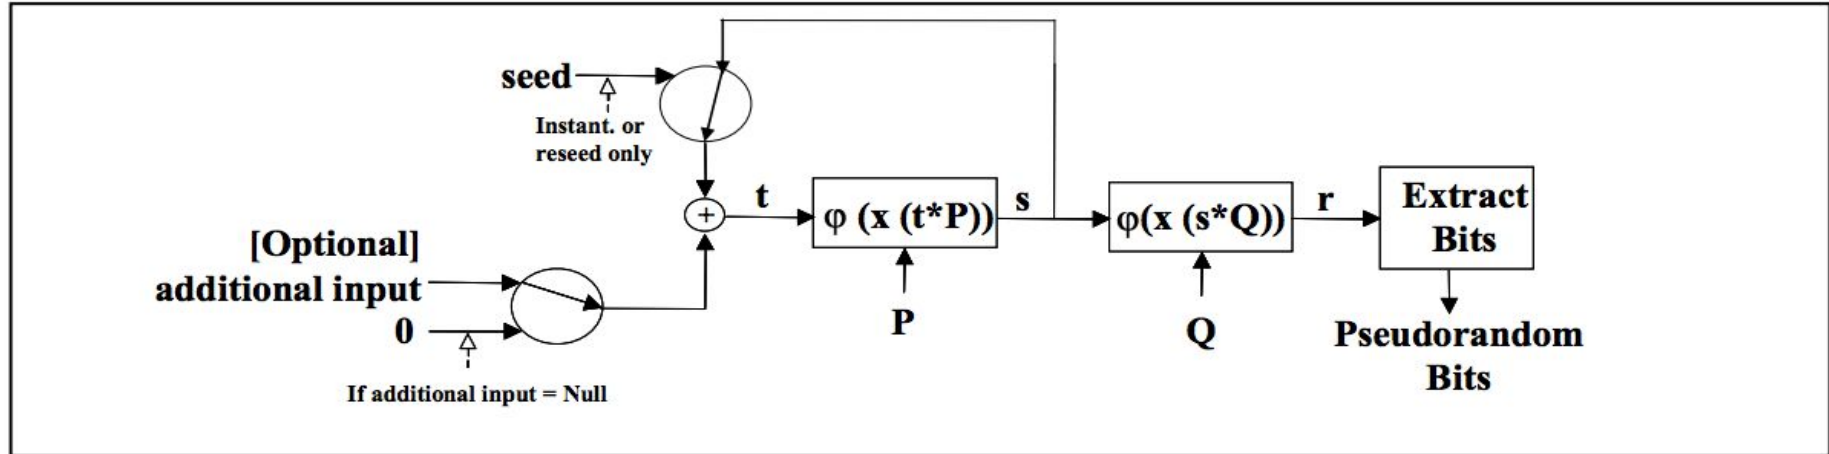 seed
Instant. or
reseed only
+
t
φ (x (t*P))
s
φ(x (s*Q))
r
Extract
Bits
[Optional]
additional input
0
P
Q
Pseudorandom
Bits
If additional input = Null